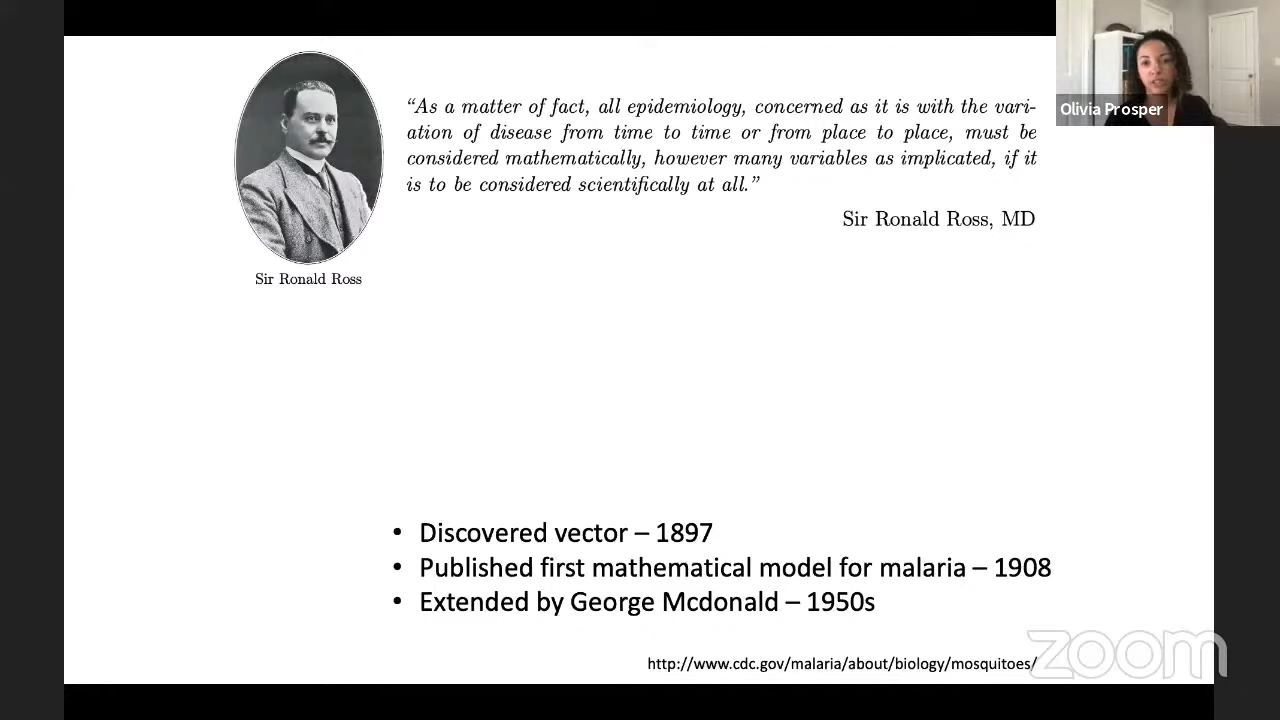 Olivia Prosper
“As a matter of fact, all epidemiology, concerned as it is with the vari-
ation of disease from time to time or from place to place, must be
considered mathematically, however many variables as implicated, if it
is to be considered scientifically at all.”
Sir Ronald Ross, MD
Sir Ronald Ross
• Discovered vector – 1897
• Published first mathematical model for malaria – 1908
• Extended by George Mcdonald – 1950s
http://www.cdc.gov/malaria/about/biology/mosquitoes/
zoom